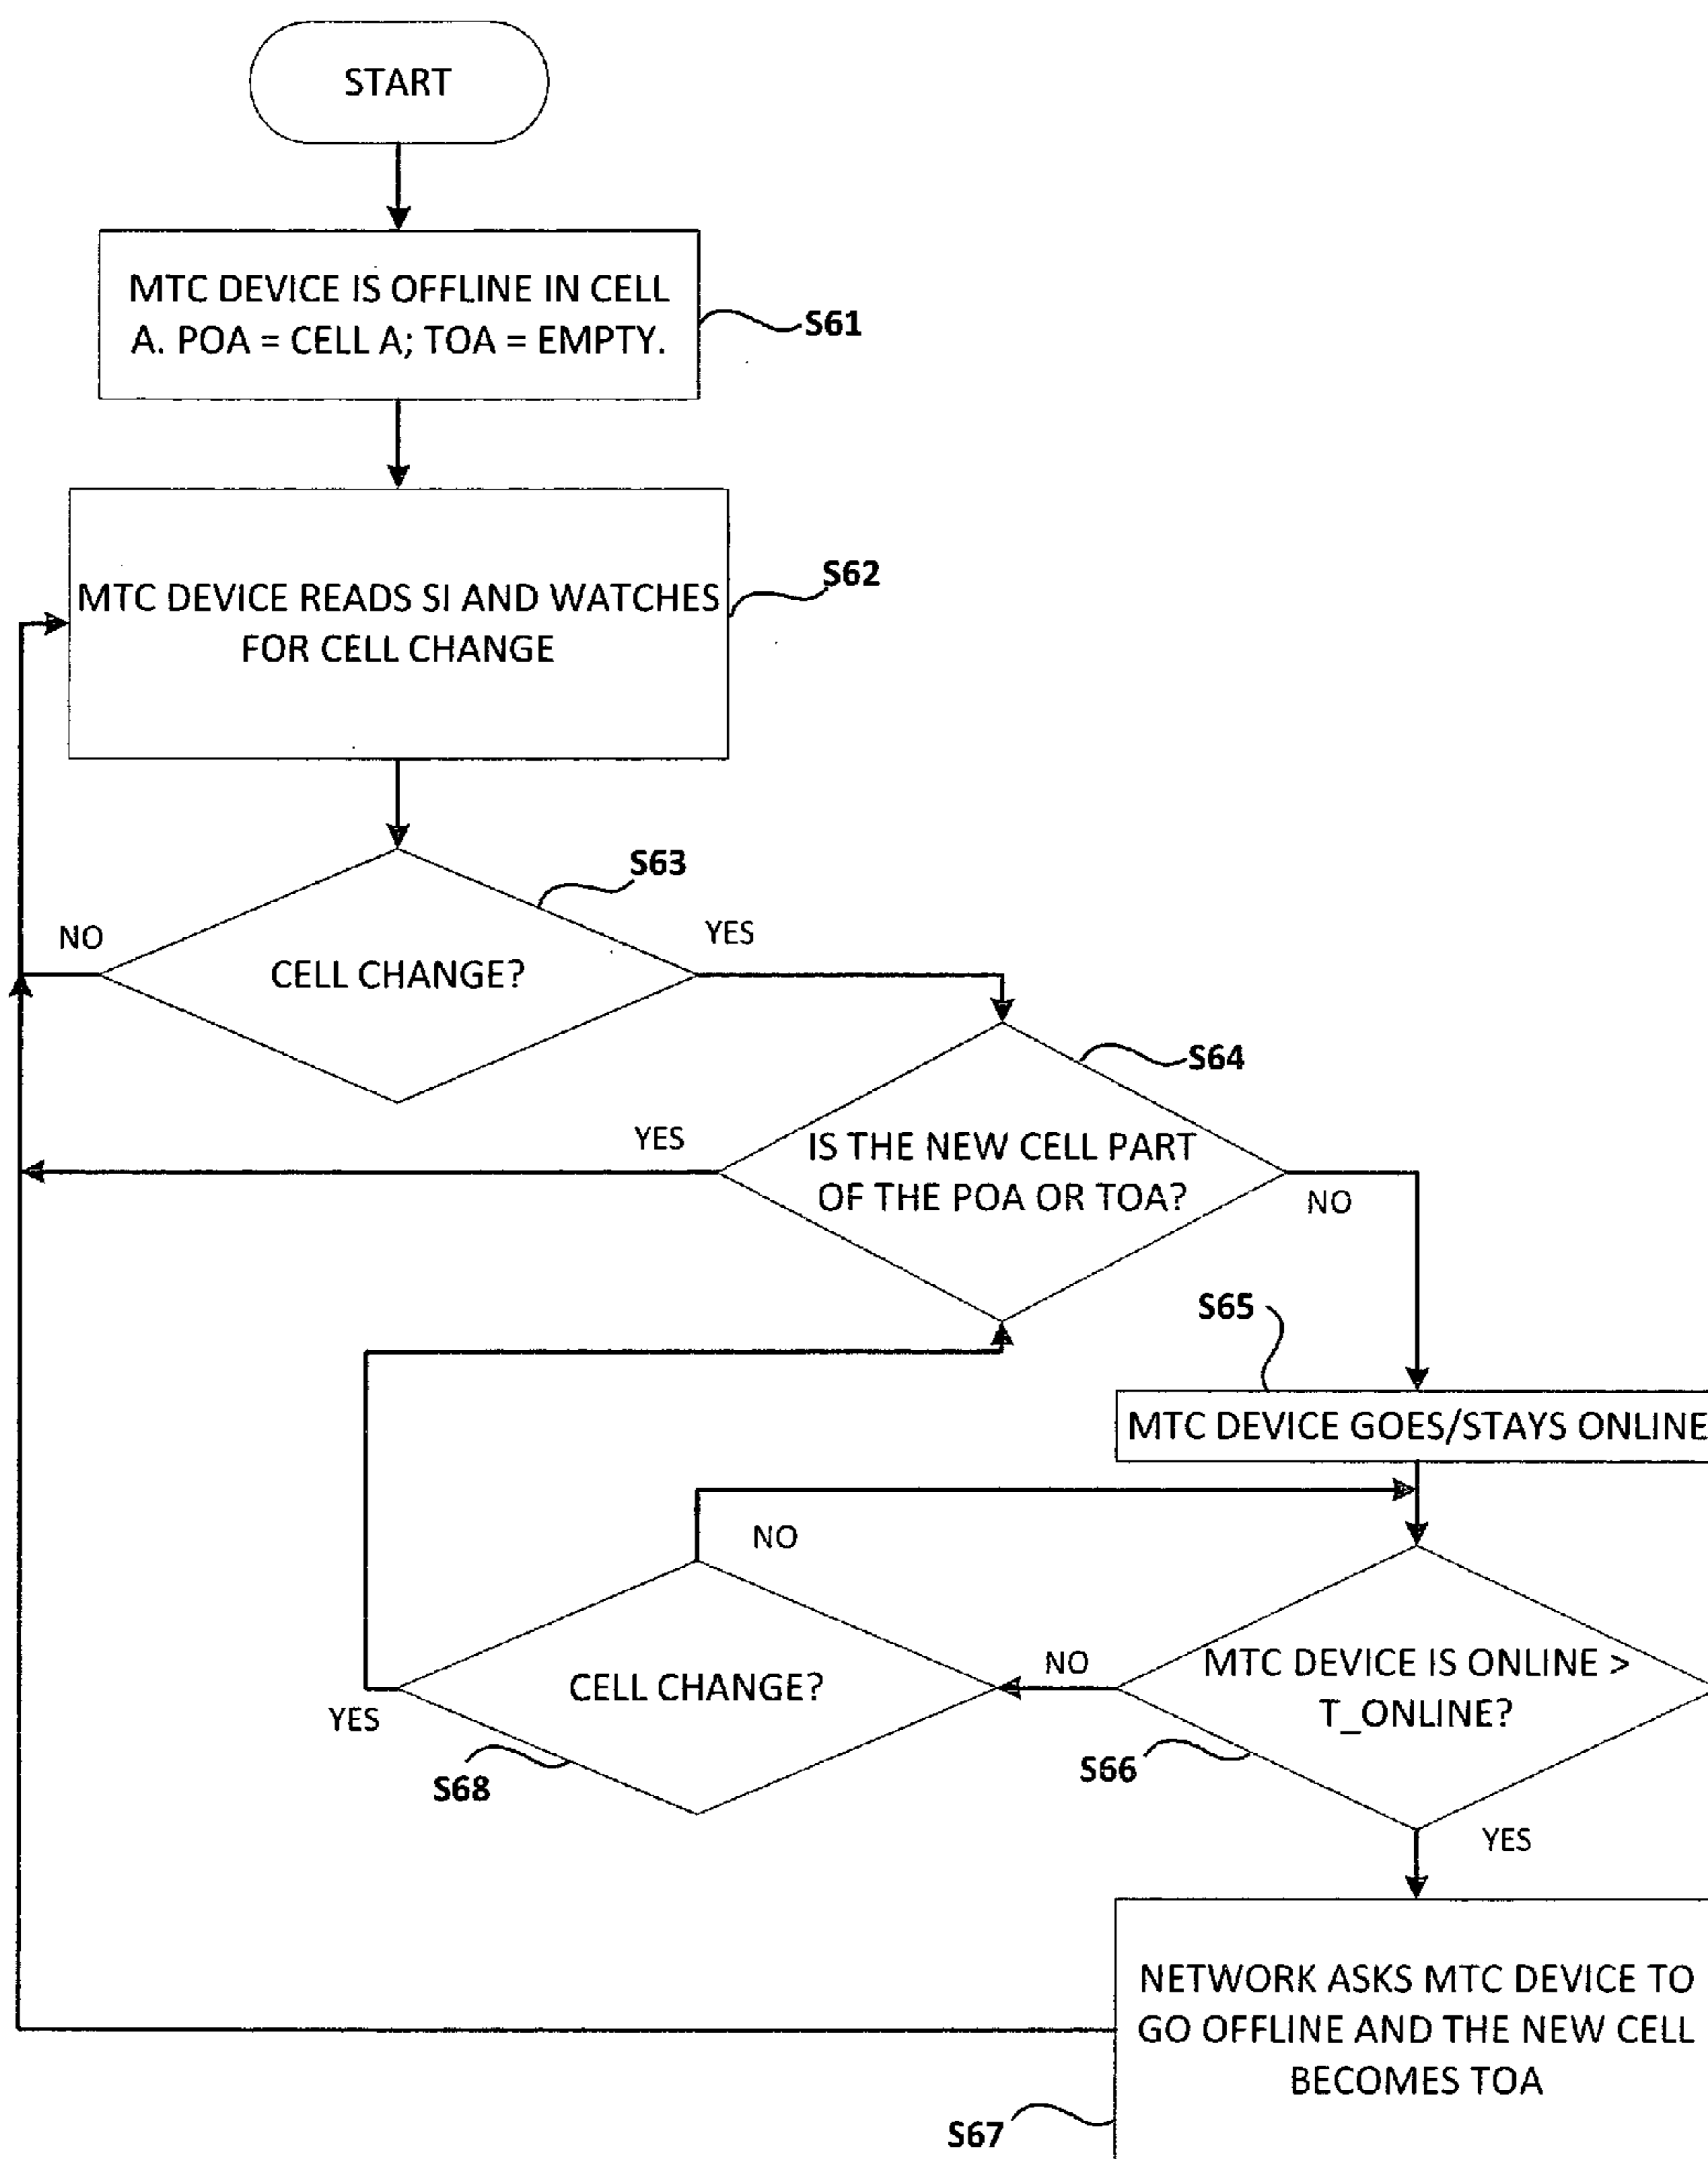 START
MTC DEVICE IS OFFLINE IN CELL
A. POA = CELL A; TOA = EMPTY.
S61
MTC DEVICE READS SI AND WATCHES
FOR CELL CHANGE
S62
S63
NO
YES
CELL CHANGE?
S64
YES
IS THE NEW CELL PART
OF THE POA OR TOA?
NO
S65
MTC DEVICE GOES/STAYS ONLINE
NO
CELL CHANGE?
YES
S68
NO
MTC DEVICE IS ONLINE >
T_ONLINE?
S66
YES
NETWORK ASKS MTC DEVICE TO
GO OFFLINE AND THE NEW CELL
BECOMES TOA
S67